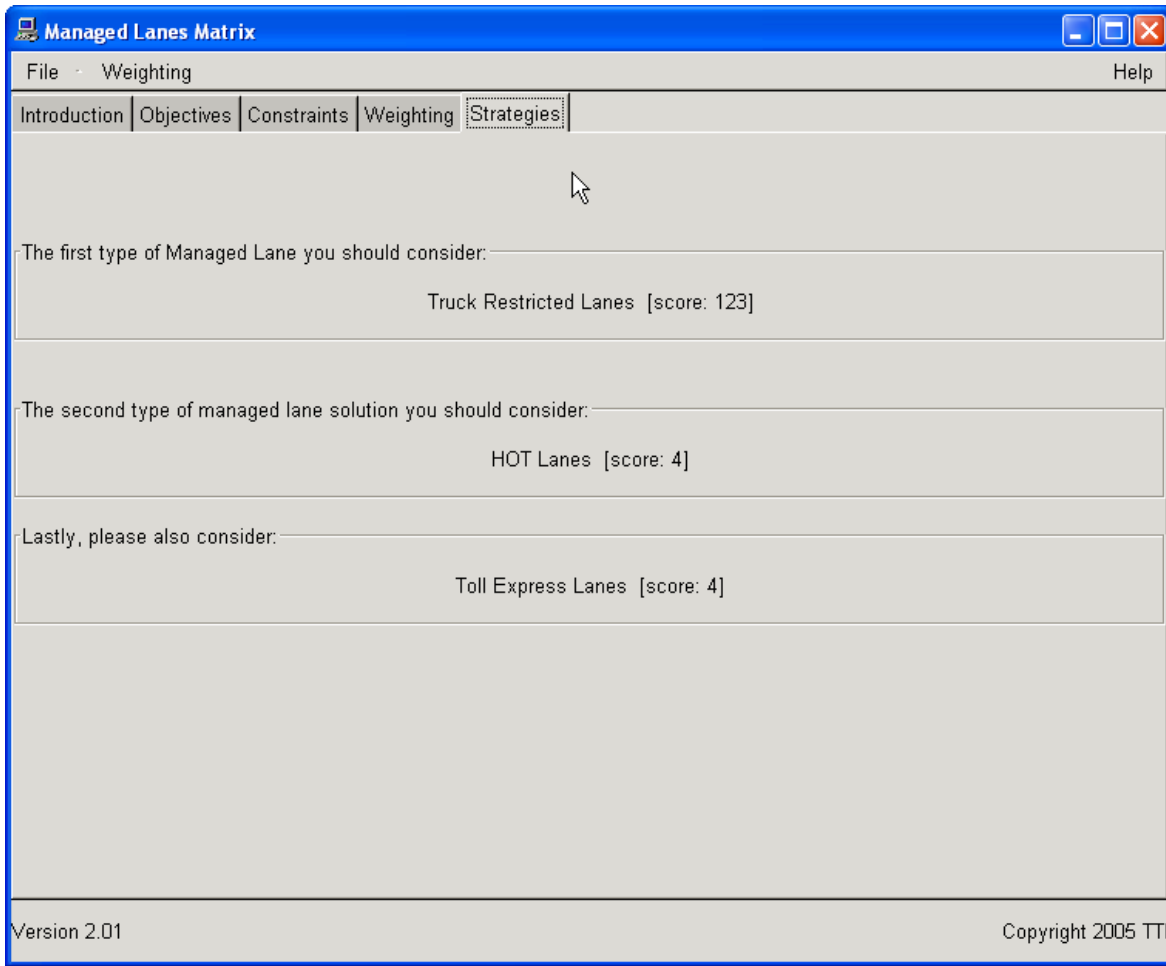 Managed Lanes Matrix
File Weighting Help
Introduction Objectives Constraints Weighting Strategies
The first type of Managed Lane you should consider:
Truck Restricted Lanes [score: 123]
The second type of managed lane solution you should consider:
HOT Lanes [score: 4]
Lastly, please also consider:
Toll Express Lanes [score: 4]
Version 2.01 Copyright 2005 TTI